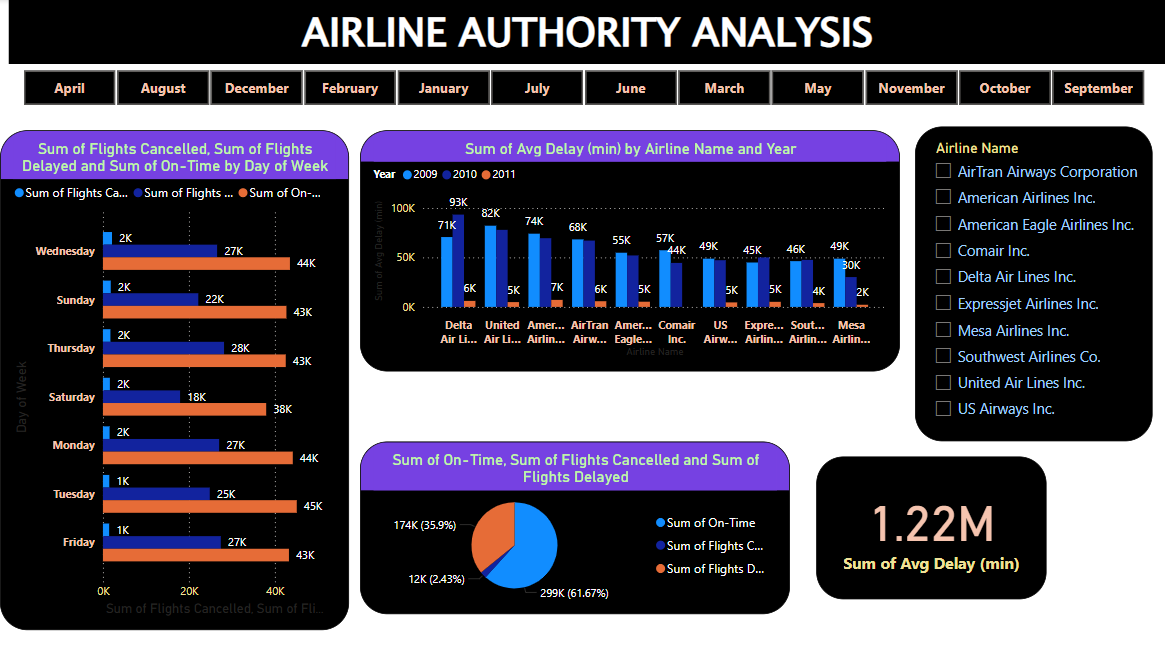 AIRLINE AUTHORITY ANALYSIS
April August December February January July June March May November October September
Sum of Flights Cancelled, Sum of Flights
Delayed and Sum of On-Time by Day of Week
Sum of Flights Ca... Sum of Flights ... Sum of On-...
Day of Week
Wednesday 2K 27K 44K
Sunday 2K 22K 43K
Thursday 2K 28K 43K
Saturday 2K 18K 38K
Monday 2K 27K 44K
Tuesday 1K 25K 45K
Friday 1K 27K 43K
0K 20K 40K
Sum of Flights Cancelled, Sum of Fli...
Sum of Avg Delay (min) by Airline Name and Year
Year 2009 2010 2011
Sum of Avg Delay (min)
100K
50K
0K
71K 93K 6K
82K 5K
74K 7K
68K 6K
55K 5K
57K 44K
49K 5K
45K 5K
46K 4K
49K 30K 2K
Delta United Amer... AirTran Amer... Comair US Expre... Sout... Mesa
Air Li... Air Li... Airlin... Airw... Eagle... Inc. Airw... Airlin... Airlin... Airlin...
Airline Name
Airline Name
AirTran Airways Corporation
American Airlines Inc.
American Eagle Airlines Inc.
Comair Inc.
Delta Air Lines Inc.
Expressjet Airlines Inc.
Mesa Airlines Inc.
Southwest Airlines Co.
United Air Lines Inc.
US Airways Inc.
Sum of On-Time, Sum of Flights Cancelled and Sum of
Flights Delayed
174K (35.9%)
12K (2.43%)
299K (61.67%)
Sum of On-Time
Sum of Flights C...
Sum of Flights D...
1.22M
Sum of Avg Delay (min)